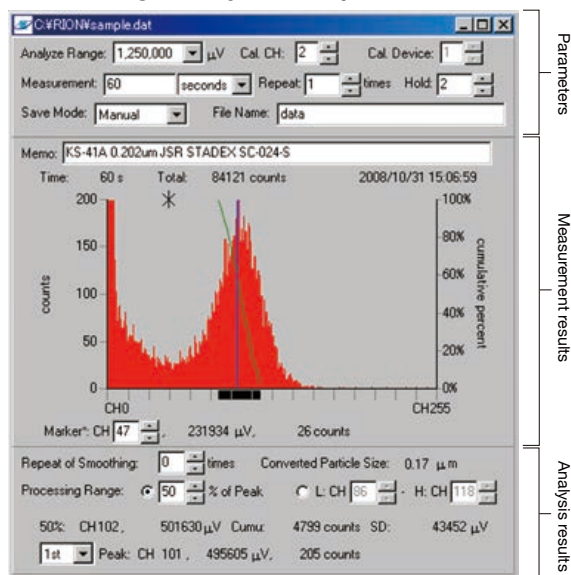 C:¥RION¥sample.dat
Analyze Range: 1,250,000 μV Cal. CH: 2 Cal. Device: 1
Measurement: 60 seconds Repeat: 1 times Hold: 2
Save Mode: Manual File Name: data
Parameters
Memo: KS-41A 0.202um JSR STADEX SC-024-S
Time: 60 s Total: 84121 counts 2008/10/31 15:06:59
200 100%
150 80%
60%
100
40%
50
20%
0 0%
counts
cumulative percent
CH0 CH255
Marker*: CH 47 , 231934 μV, 26 counts
Measurement results
Repeat of Smoothing: 0 times Converted Particle Size: 0.17 μm
Processing Range: 50 % of Peak L: CH 86 - H: CH 118
50%: CH102 , 501630 μV Cumu: 4799 counts SD: 43452 μV
1st Peak: CH 101 , 495605 μV, 205 counts
Analysis results